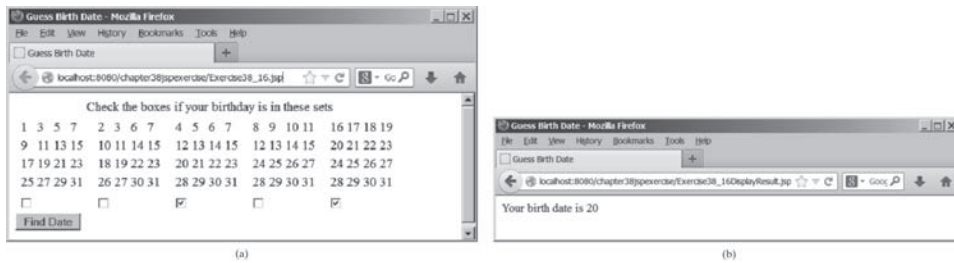 Guess Birth Date - Mozilla Firefox
File Edit View History Bookmarks Tools Help
Guess Birth Date
localhost:8080/chapter38jspexercise/Exercise38_16.jsp
Check the boxes if your birthday is in these sets
1 3 5 7 2 3 6 7 4 5 6 7 8 9 10 11 16 17 18 19
9 11 13 15 10 11 14 15 12 13 14 15 12 13 14 15 20 21 22 23
17 19 21 23 18 19 22 23 20 21 22 23 24 25 26 27 24 25 26 27
25 27 29 31 26 27 30 31 28 29 30 31 28 29 30 31 28 29 30 31
Find Date
(a)
Guess Birth Date - Mozilla Firefox
File Edit View History Bookmarks Tools Help
Guess Birth Date
localhost:8080/chapter38jspexercise/Exercise38_16DisplayResult.jsp
Your birth date is 20
(b)